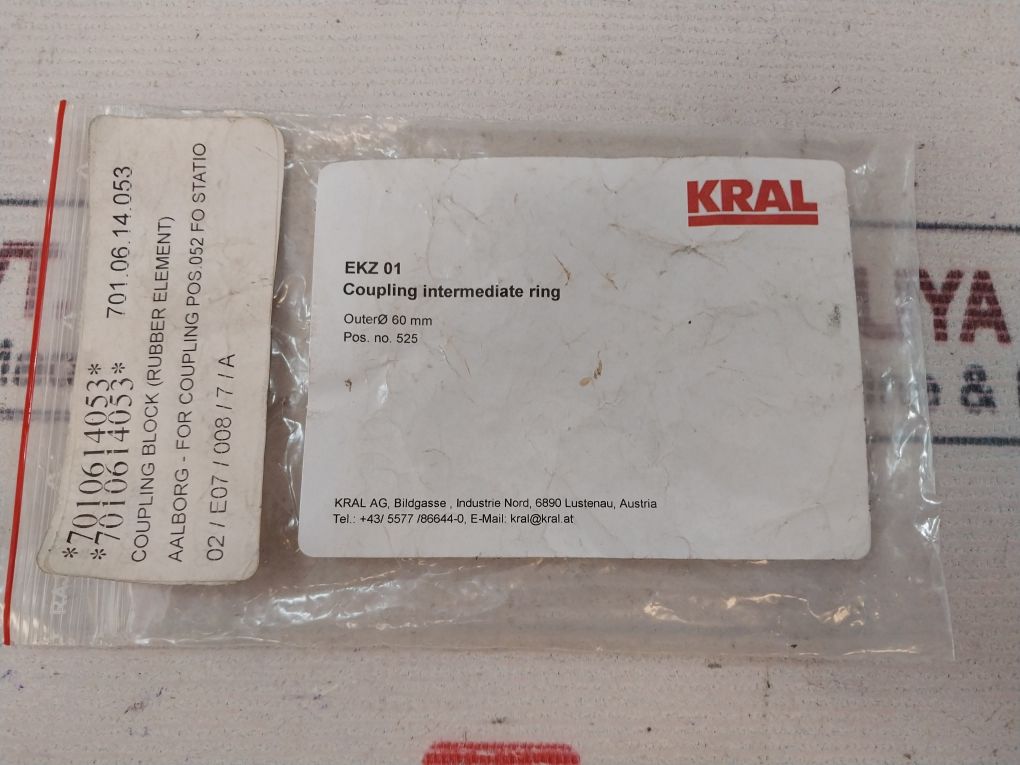 KRAL
EKZ 01
Coupling intermediate ring
OuterØ 60 mm
Pos. no. 525
KRAL AG, Bildgasse , Industrie Nord, 6890 Lustenau, Austria
Tel.: +43/ 5577 /86644-0, E-Mail: kral@kral.at
*7010614053* 701.06.14.053
*7010614053*
COUPLING BLOCK (RUBBER ELEMENT)
AALBORG - FOR COUPLING POS.052 FO STATIO
02 / E07 / 008 / 7 / A
YA
&